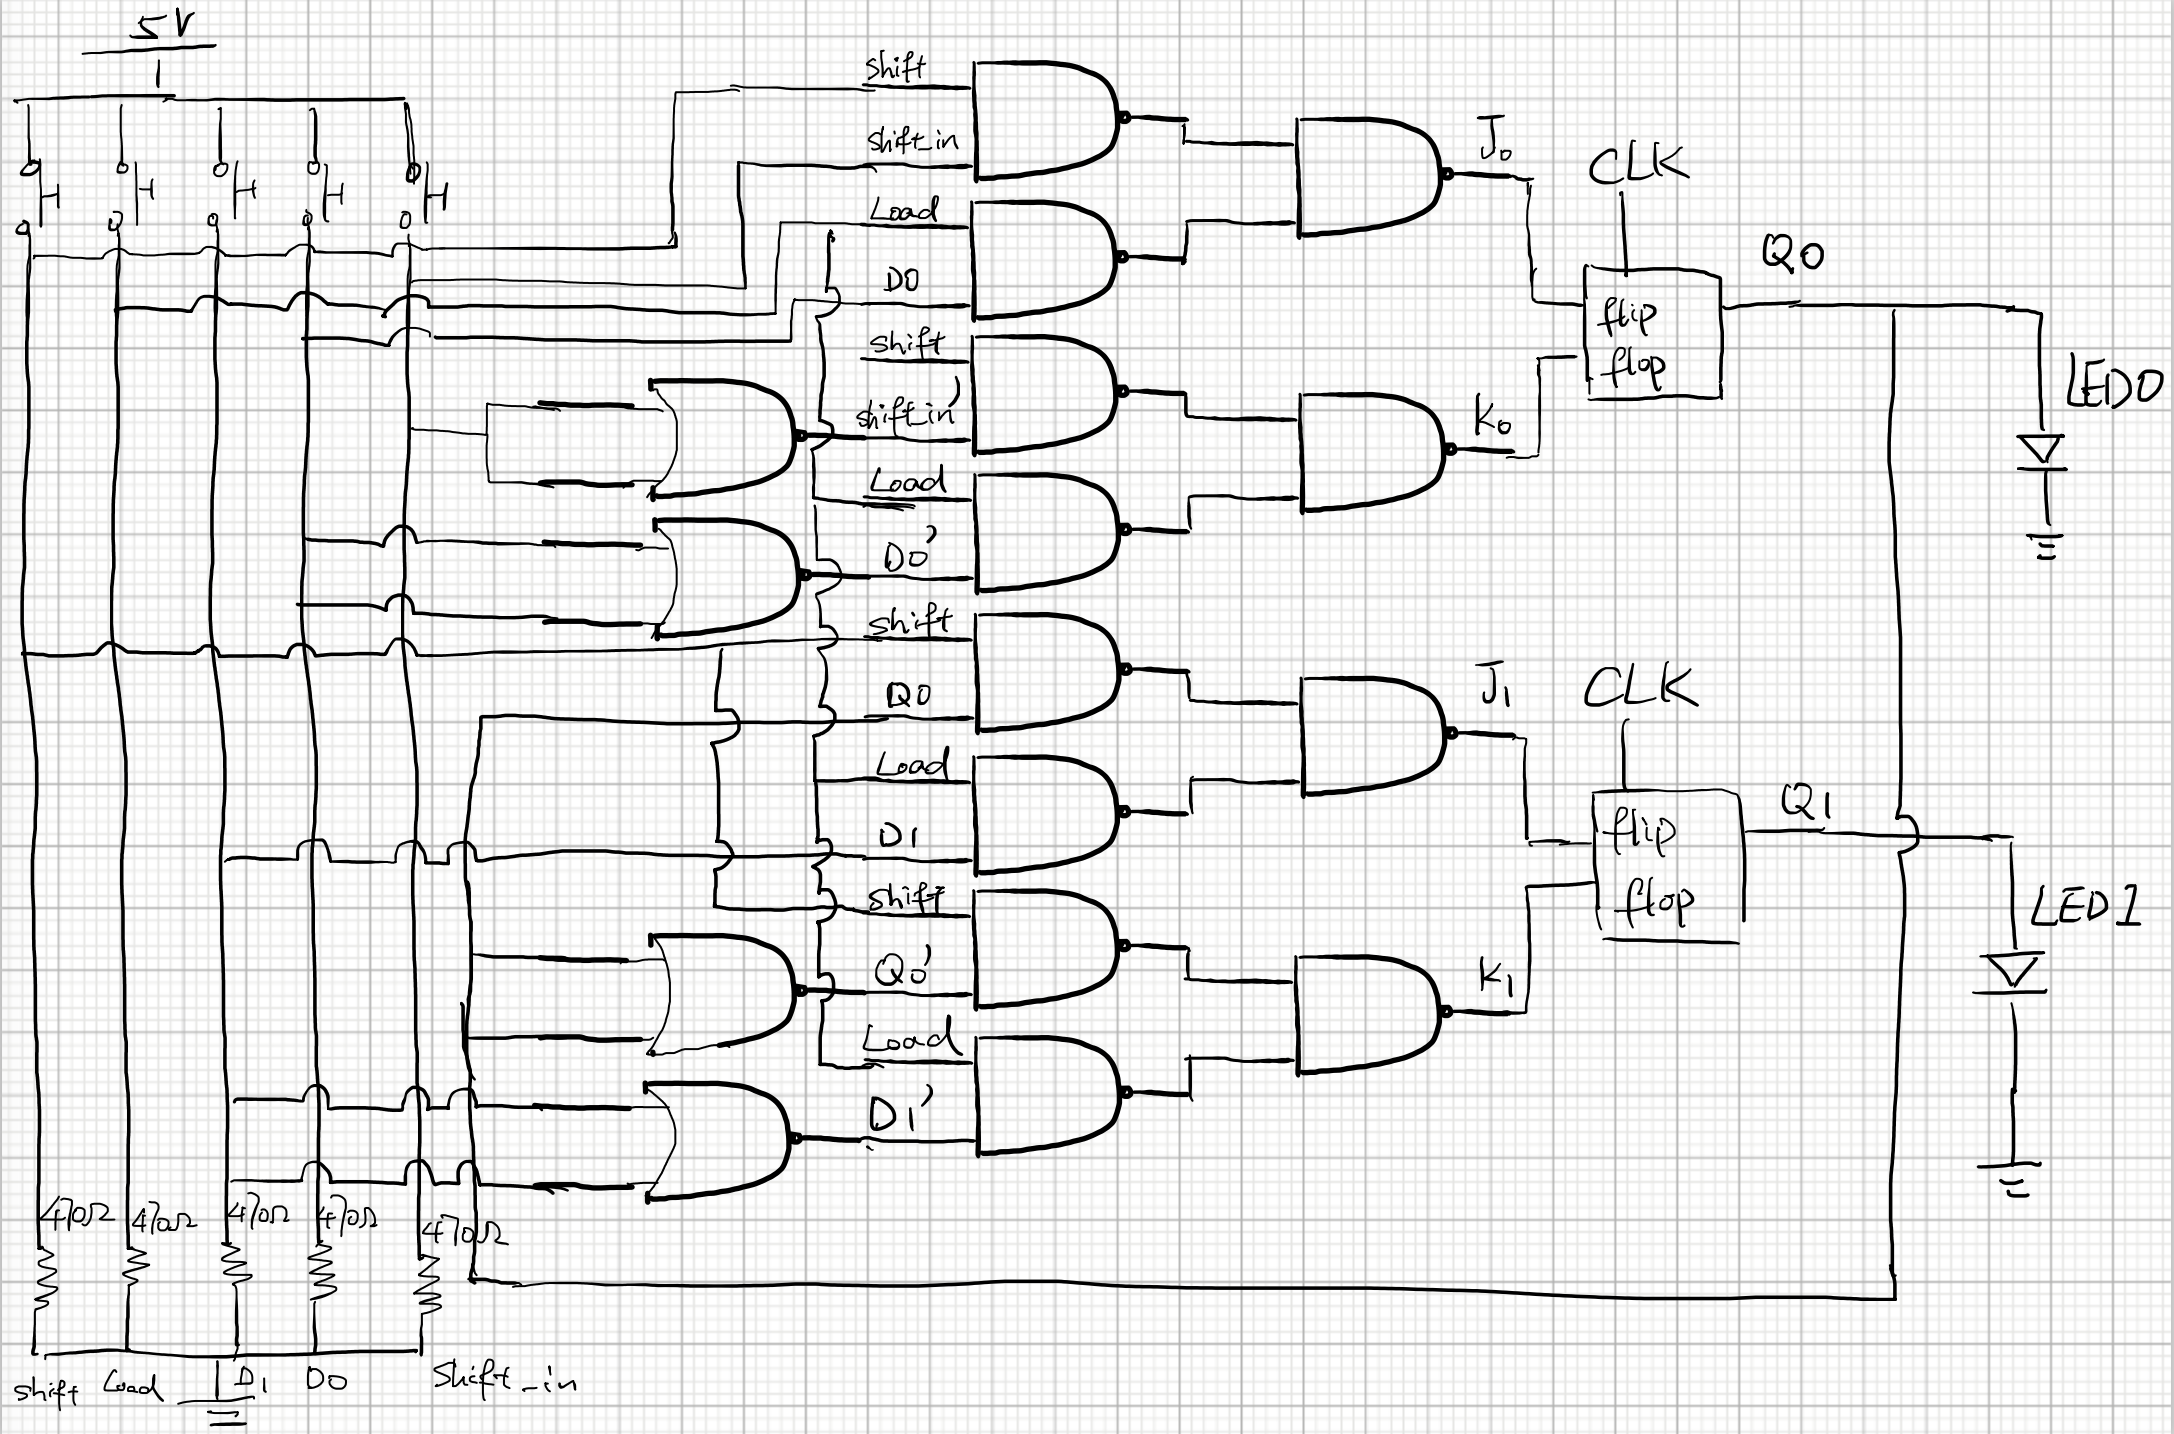 5V
shift
shift_in
Load
D0
shift
shift_in'
Load
D0'
shift
Q0
Load
D1
shift
Q0'
Load
D1'
J0
CLK
flip
flop
Q0
LED0
K0
J1
CLK
flip
flop
Q1
LED1
K1
470Ω 470Ω 470Ω 470Ω 470Ω
shift Load D1 D0 Shift_in